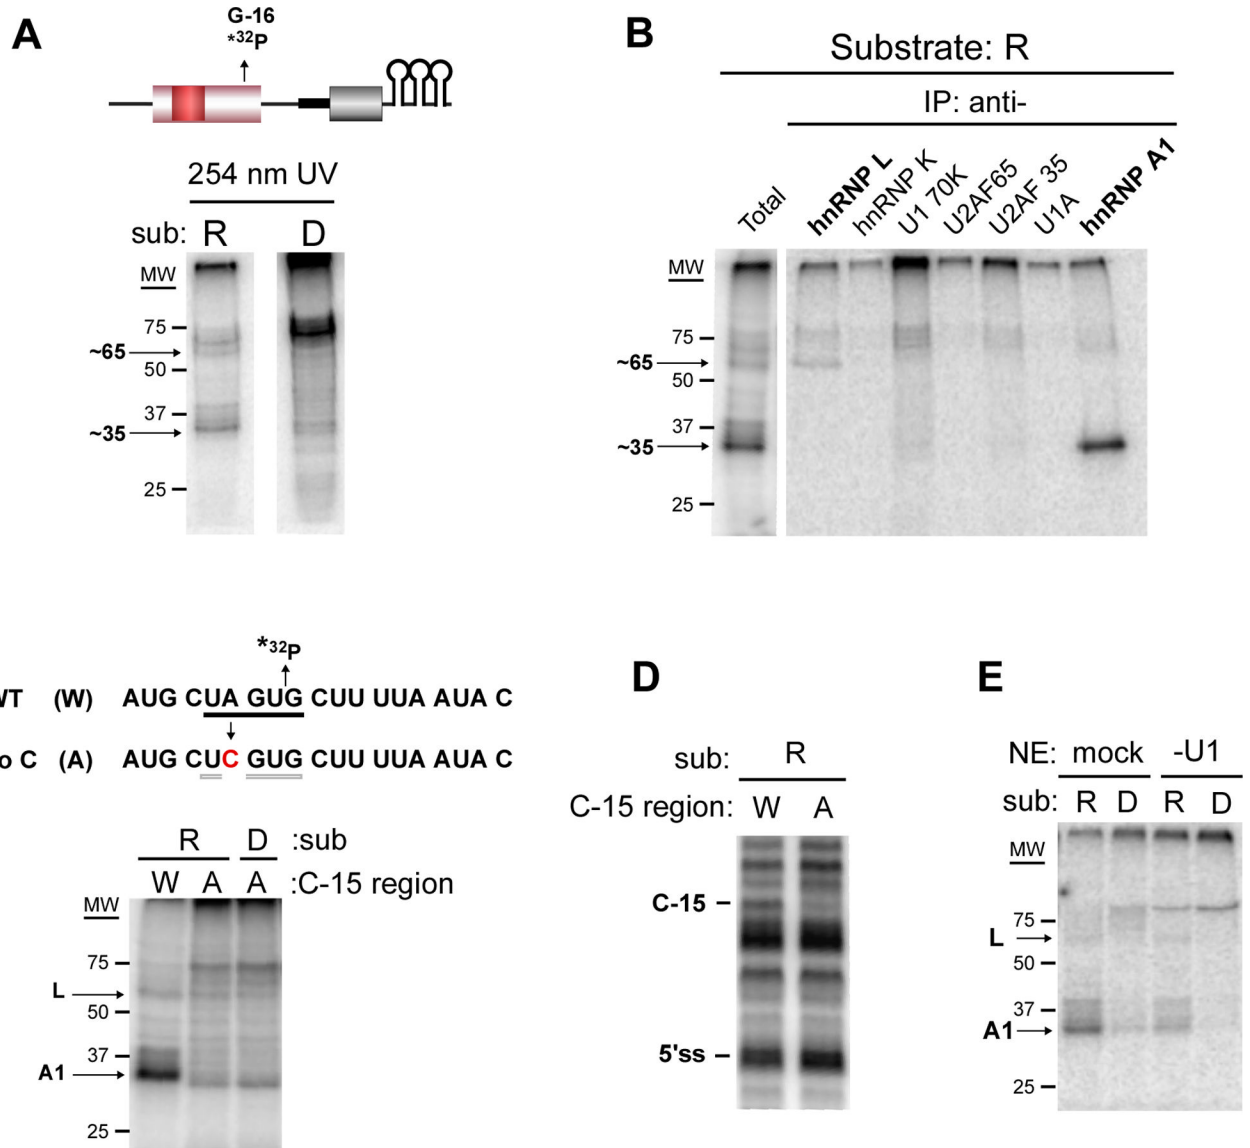 A
G-16
*32P
254 nm UV
sub: R D
MW
75
~65
50
37
~35
25
B
Substrate: R
IP: anti-
Total hnRNP L hnRNP K U1 70K U2AF65 U2AF 35 U1A hnRNP A1
MW
75
~65
50
37
~35
25
*32P
WT (W) AUG CUA GUG CUU UUA AUA C
o C (A) AUG CUC GUG CUU UUA AUA C
R D :sub
W A A :C-15 region
MW
75
L
50
37
A1
25
D
sub: R
C-15 region: W A
C-15
5'ss
E
NE: mock -U1
sub: R D R D
MW
75
L
50
37
A1
25